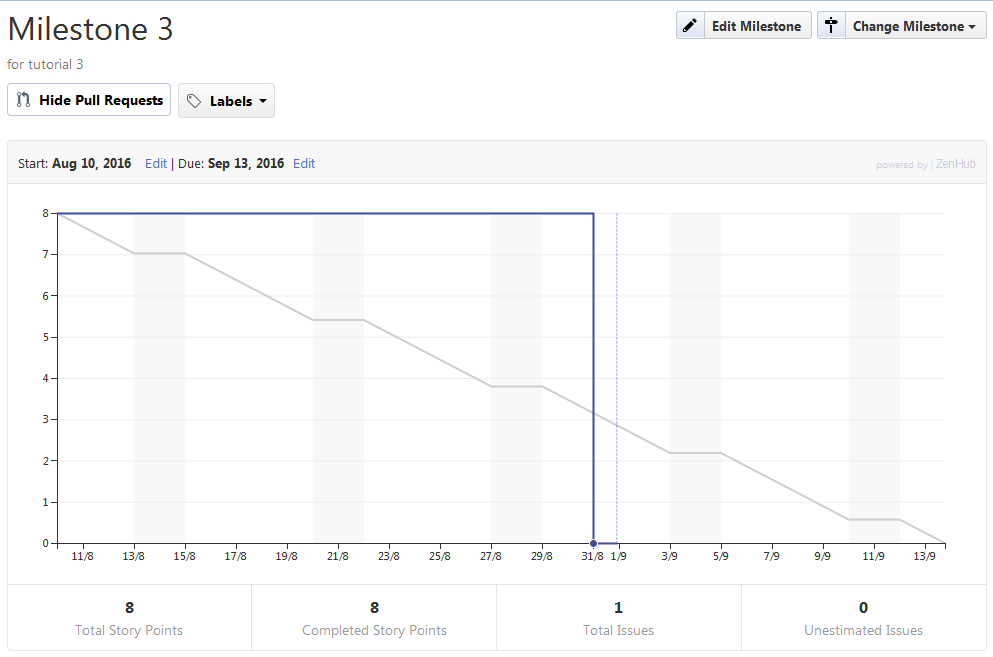 Milestone 3
Edit Milestone
Change Milestone
for tutorial 3
Hide Pull Requests
Labels
Start: Aug 10, 2016 Edit | Due: Sep 13, 2016 Edit
powered by | ZenHub
8
7
6
5
4
3
2
1
0
11/8 13/8 15/8 17/8 19/8 21/8 23/8 25/8 27/8 29/8 31/8 1/9 3/9 5/9 7/9 9/9 11/9 13/9
8 8 1 0
Total Story Points Completed Story Points Total Issues Unestimated Issues